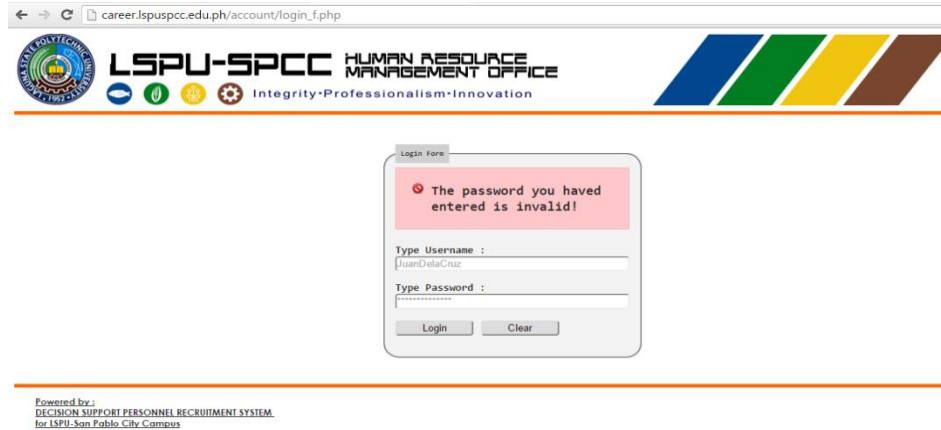 career.lspuspcc.edu.ph/account/login_f.php
LSPU-SPCC HUMAN RESOURCE
MANAGEMENT OFFICE
Integrity·Professionalism·Innovation
Login Form
The password you haved
entered is invalid!
Type Username :
JuanDelaCruz
Type Password :
Login Clear
Powered by :
DECISION SUPPORT PERSONNEL RECRUITMENT SYSTEM
for LSPU-San Pablo City Campus